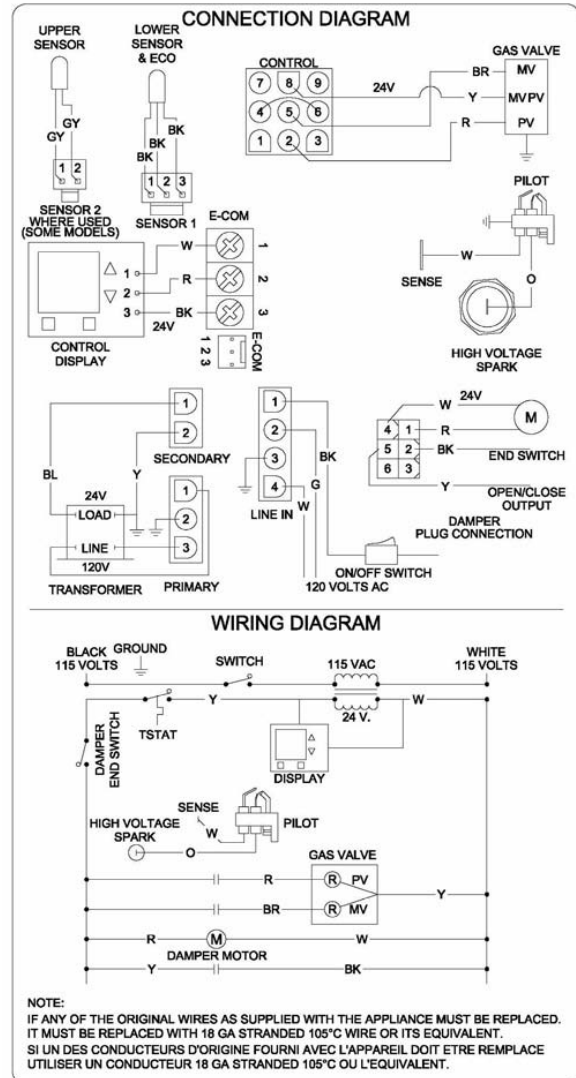 CONNECTION DIAGRAM
UPPER
SENSOR
LOWER
SENSOR
& ECO
GY
GY
1 2
SENSOR 2
WHERE USED
(SOME MODELS)
BK
BK
BK
1 2 3
SENSOR 1
CONTROL
7 8 9
4 5 6
1 2 3
24V
BR
Y
R
GAS VALVE
MV
MVPV
PV
E-COM
W
R
BK
1
2
3
1
2
3
24V
CONTROL
DISPLAY
1 2 3
E-COM
PILOT
SENSE
W
O
HIGH VOLTAGE
SPARK
1
2
SECONDARY
BL
Y
24V
LOAD
LINE
120V
TRANSFORMER
1
2
3
PRIMARY
1
2
3
4
LINE IN
BK
G
W
ON/OFF SWITCH
120 VOLTS AC
24V
W
R
BK
Y
M
4 1
5 2
6 3
END SWITCH
OPEN/CLOSE
OUTPUT
DAMPER
PLUG CONNECTION
WIRING DIAGRAM
BLACK
115 VOLTS
GROUND
SWITCH
115 VAC
WHITE
115 VOLTS
TSTAT
Y
24 V.
W
DAMPER
END SWITCH
DISPLAY
SENSE
W
HIGH VOLTAGE
SPARK
O
PILOT
GAS VALVE
R
R PV
Y
BR
R MV
R
M
W
DAMPER MOTOR
Y
BK
NOTE:
IF ANY OF THE ORIGINAL WIRES AS SUPPLIED WITH THE APPLIANCE MUST BE REPLACED.
IT MUST BE REPLACED WITH 18 GA STRANDED 105°C WIRE OR ITS EQUIVALENT.
SI UN DES CONDUCTEURS D'ORIGINE FOURNI AVEC L'APPAREIL DOIT ETRE REMPLACE
UTILISER UN CONDUCTEUR 18 GA STRANDED 105°C OU L'EQUIVALENT.